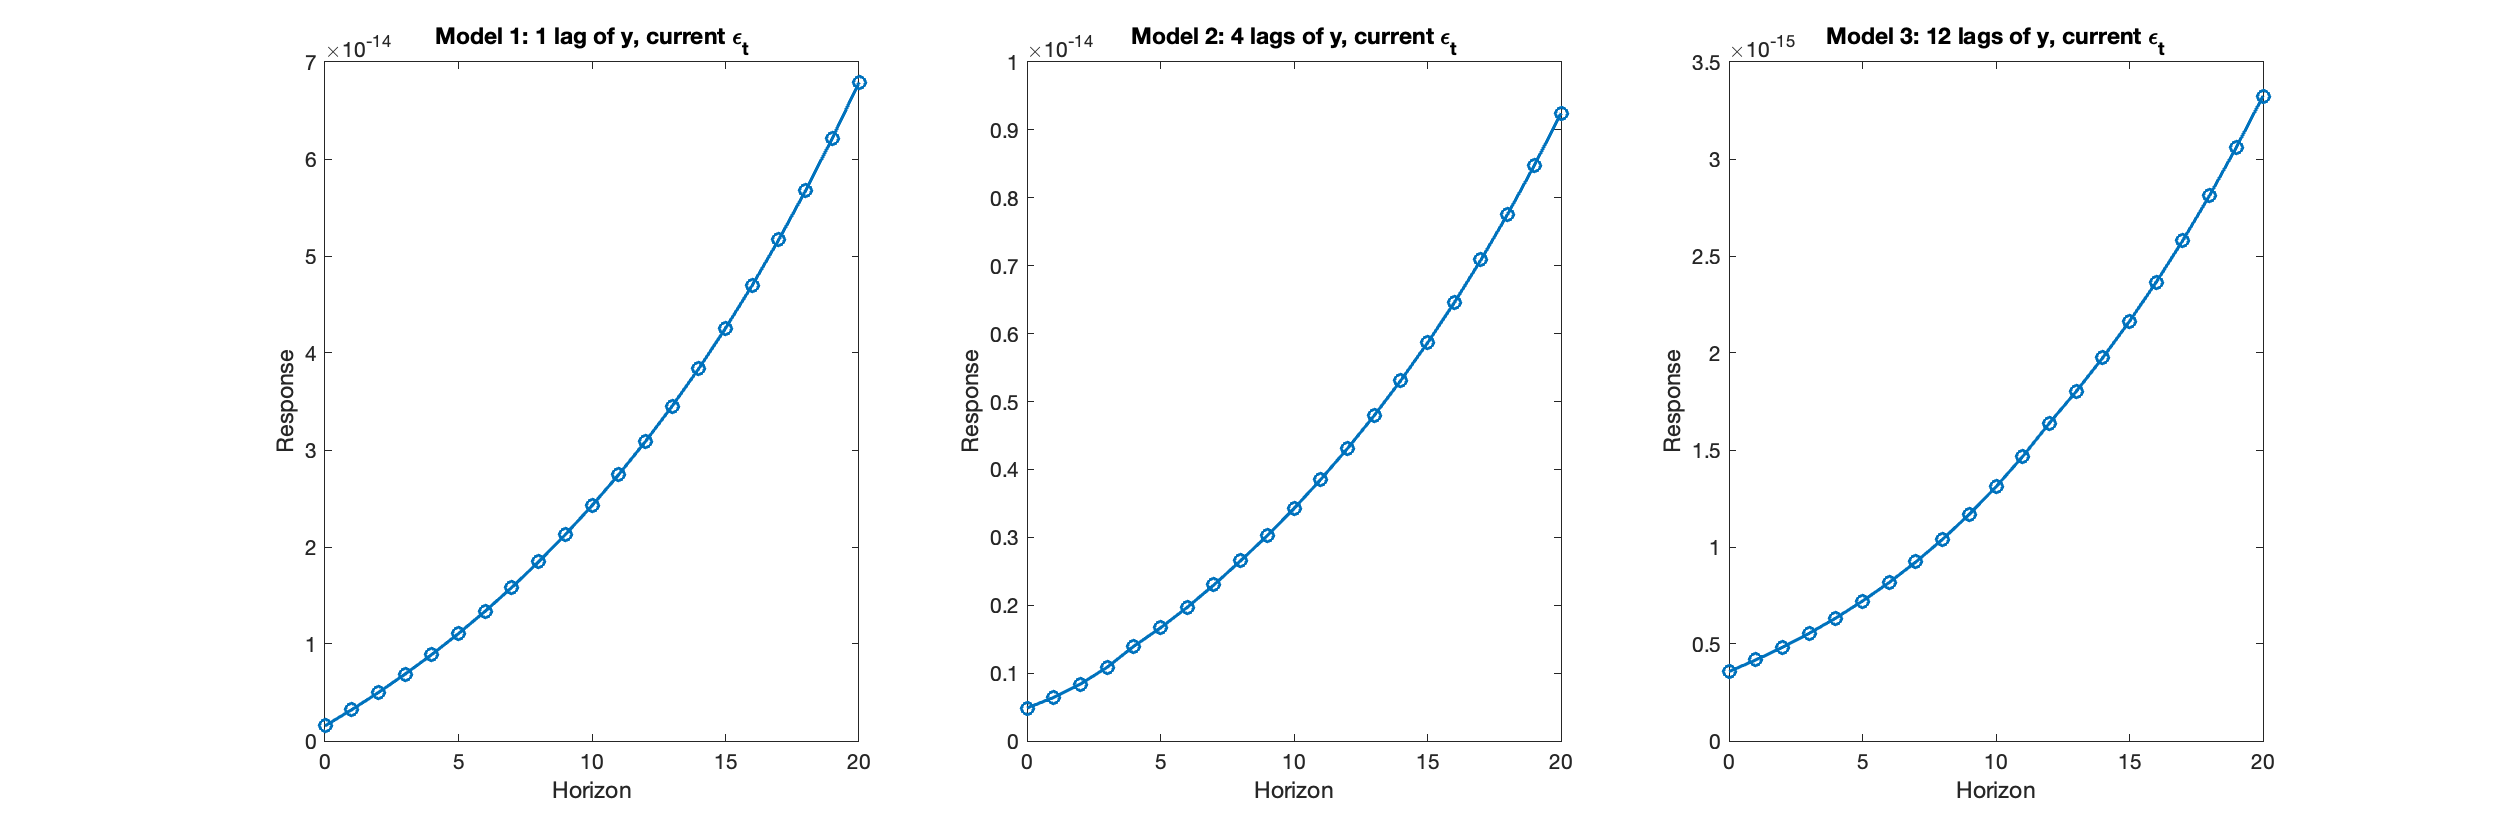 Model 1: 1 lag of y, current ϵt
×10-14
7
6
5
4
3
2
1
0
Response
0 5 10 15 20
Horizon
Model 2: 4 lags of y, current ϵt
×10-14
1
0.9
0.8
0.7
0.6
0.5
0.4
0.3
0.2
0.1
0
Response
0 5 10 15 20
Horizon
Model 3: 12 lags of y, current ϵt
×10-15
3.5
3
2.5
2
1.5
1
0.5
0
Response
0 5 10 15 20
Horizon